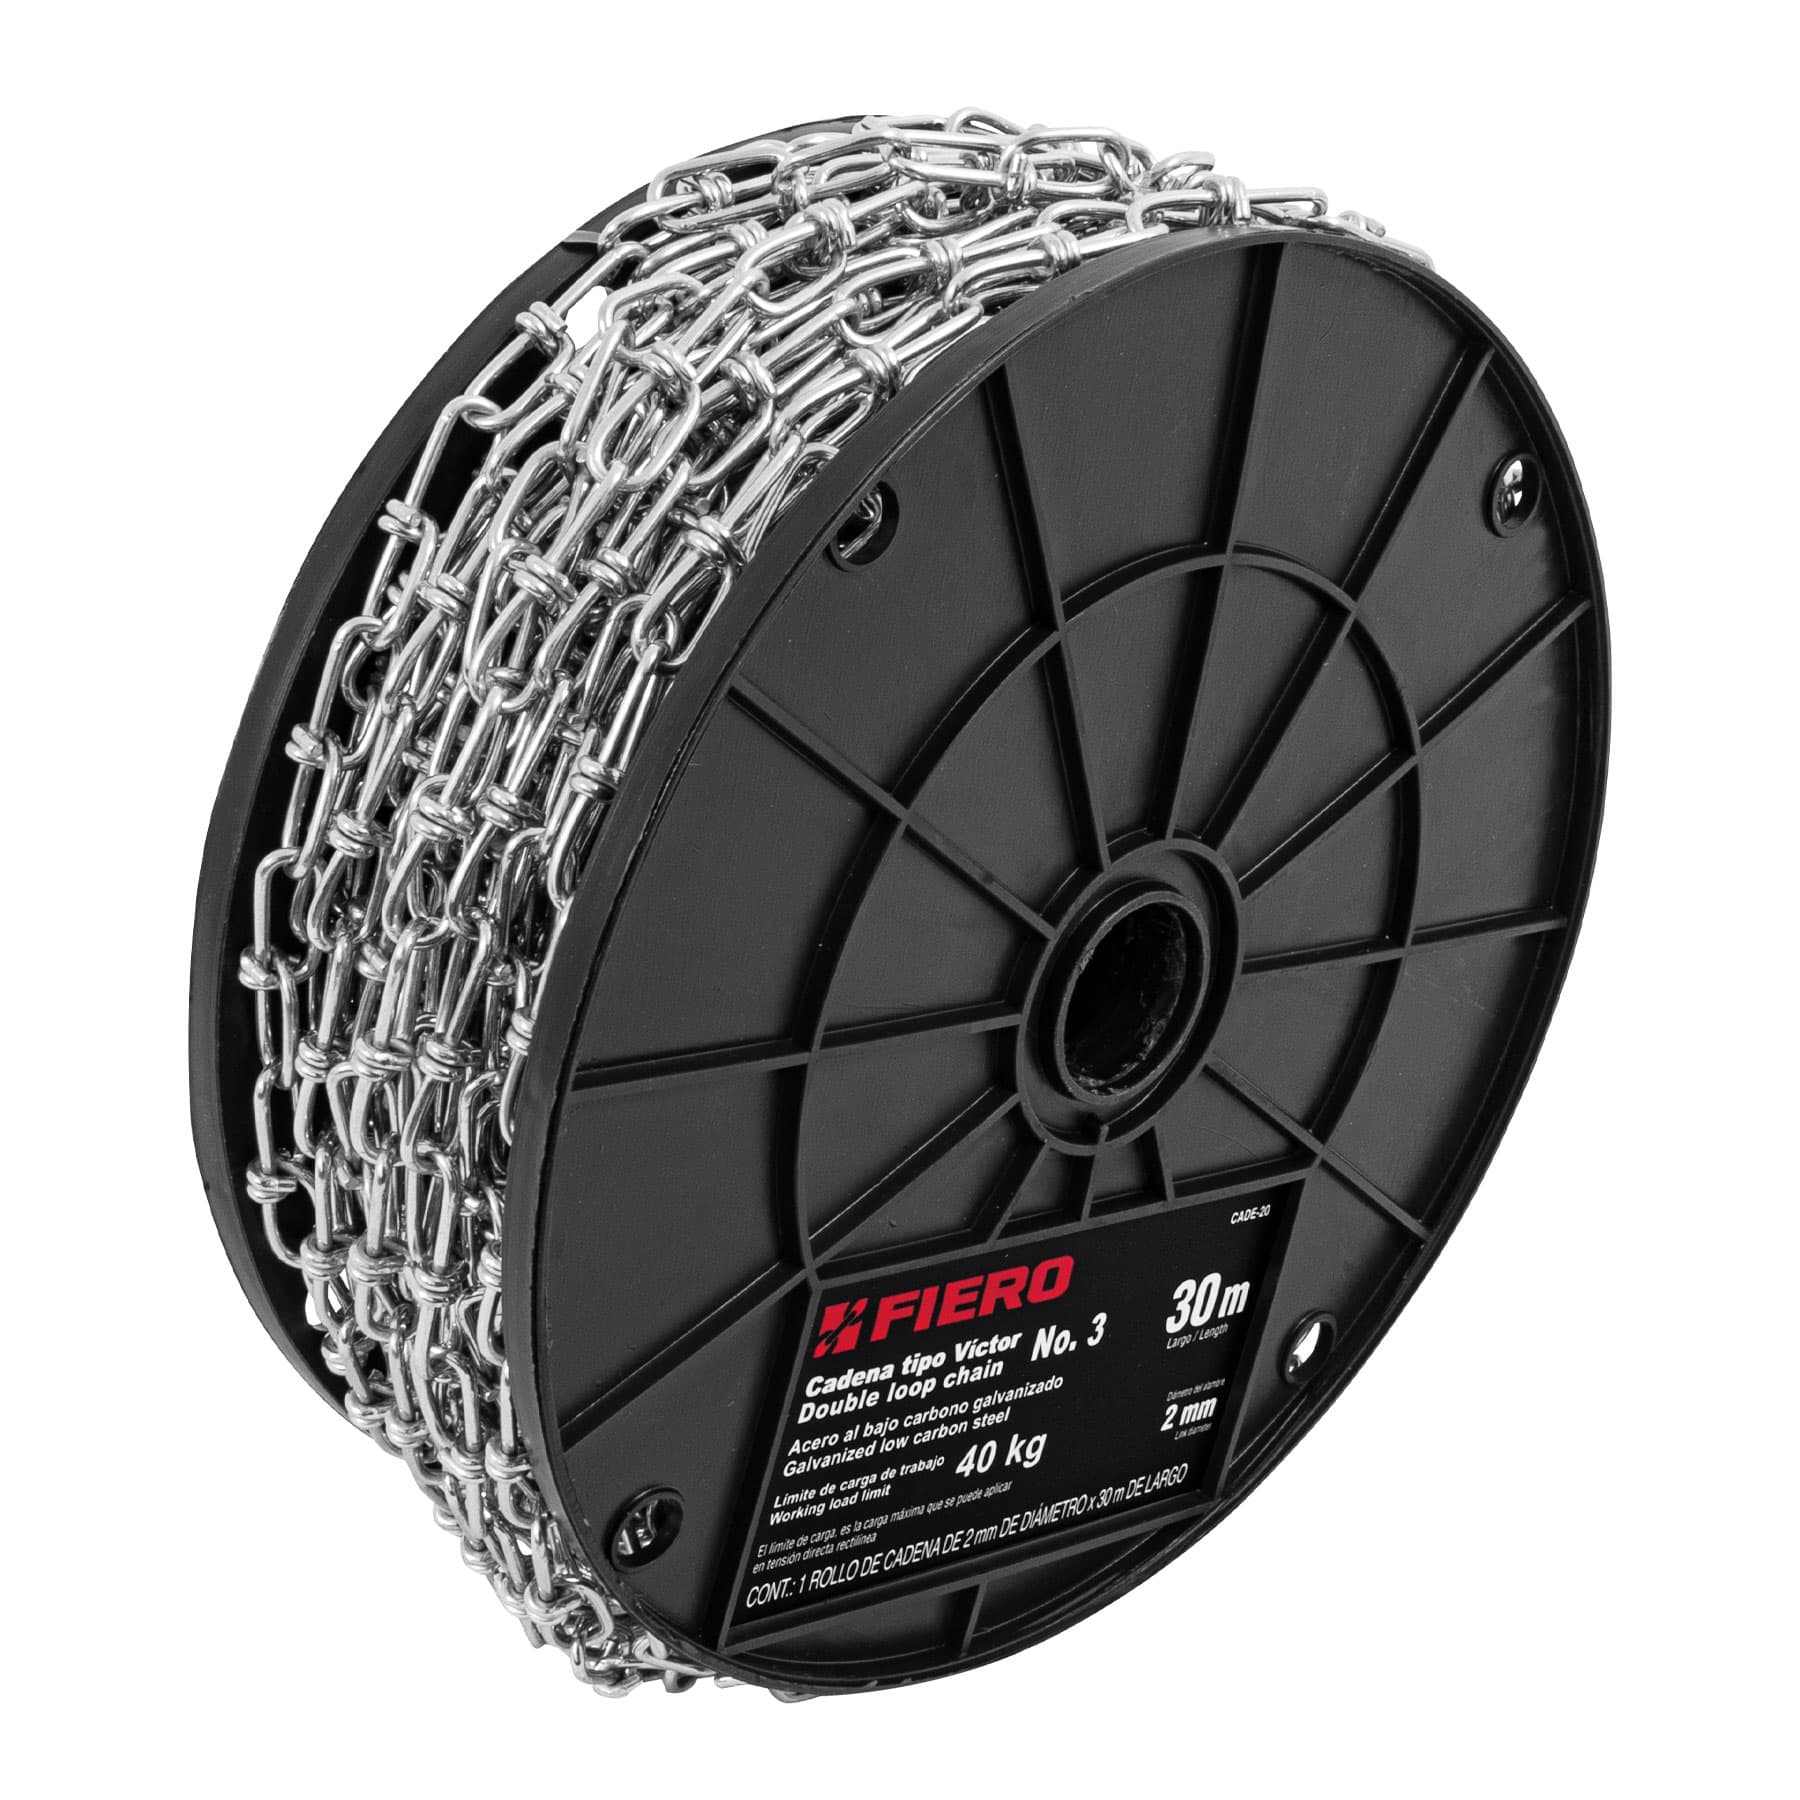 CADE-20
FIERO
Cadena tipo Víctor No. 3
Double loop chain
30 m
Largo / Length
Acero al bajo carbono galvanizado
Galvanized low carbon steel
Diámetro del alambre
2 mm
Link diameter
Límite de carga de trabajo 40 kg
Working load limit
El límite de carga, es la carga máxima que se puede aplicar
en tensión directa rectilínea
CONT.: 1 ROLLO DE CADENA DE 2 mm DE DIÁMETRO x 30 m DE LARGO